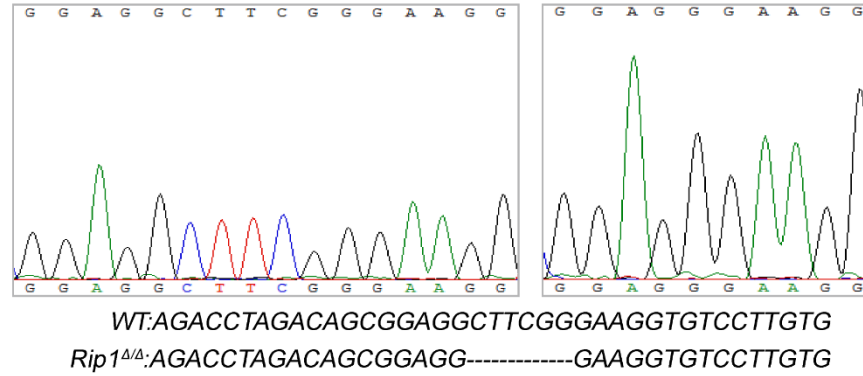 G G A G G C T T C G G G A A G G
G G A G G G A A G G
G G A G G C T T C G G G A A G G
G G A G G G A A G G
WT:AGACCTAGACAGCGGAGGCTTCGGGAAGGTGTCCTTGTG
Rip1Δ/Δ:AGACCTAGACAGCGGAGG-------------GAAGGTGTCCTTGTG